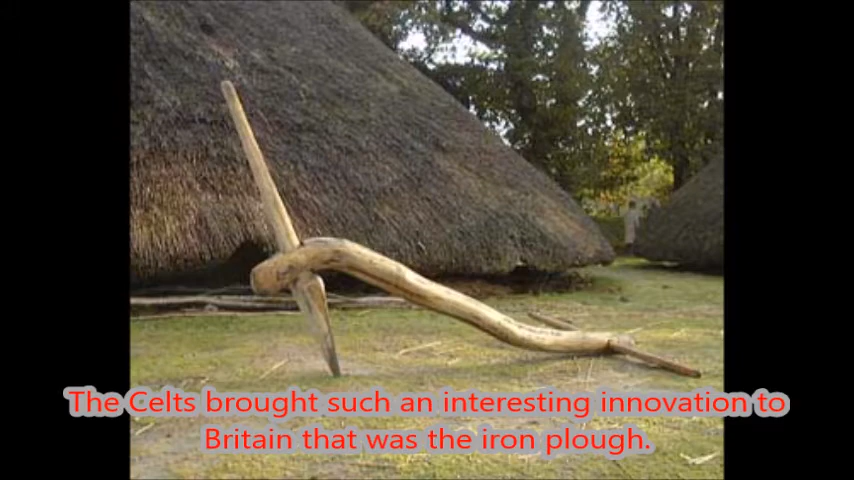 The Celts brought such an interesting innovation to
Britain that was the iron plough.